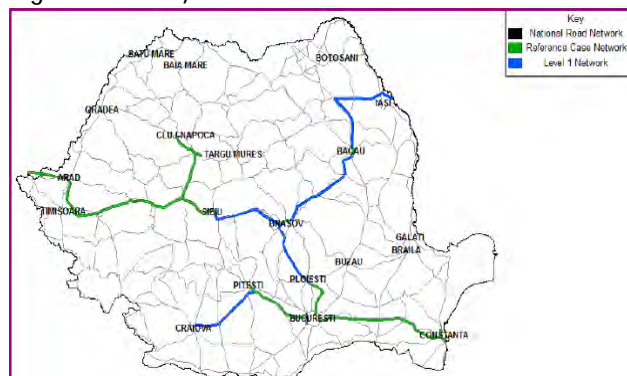 Key
National Road Network
Reference Case Network
Level 1 Network
BOTOSANI
BATU MARE
BAIA MARE
IASI
ORADEA
CLUJ-NAPOCA
TARGU MURES
BACAU
ARAD
TIMISOARA
SIBIU
BRASOV
GALATI
BRAILA
BUZAU
PLOIESTI
PITESTI
BUCURESTI
CRAIOVA
CONSTANTA